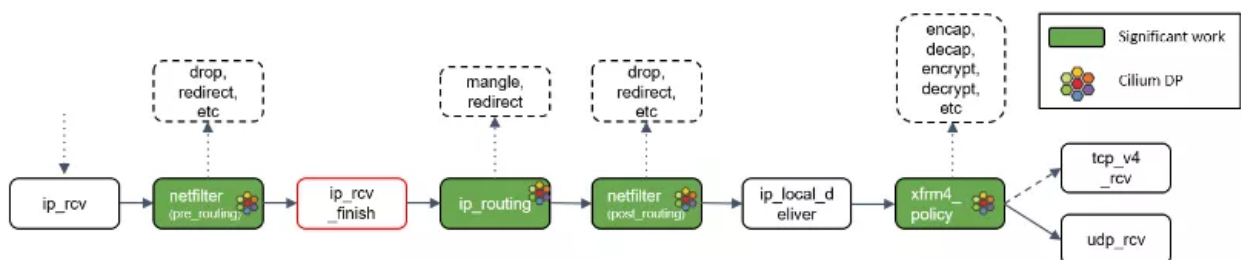 encap,
decap,
encrypt,
decrypt,
etc
Significant work
Cilium DP
drop,
redirect,
etc
mangle,
redirect
drop,
redirect,
etc
ip_rcv
netfilter
(pre_routing)
ip_rcv
_finish
ip_routing
netfilter
(post_routing)
ip_local_d
eliver
xfrm4_
policy
tcp_v4
_rcv
udp_rcv